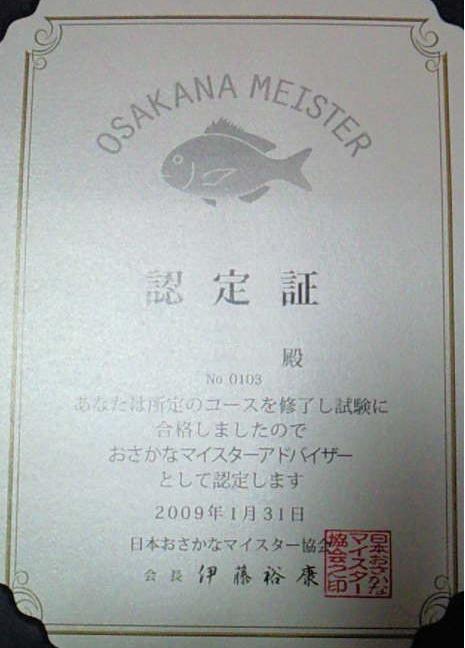 OSAKANA MEISTER
認定証
殿
No 0103
あなたは所定のコースを修了し試験に
合格しましたので
おさかなマイスターアドバイザー
として認定します
2009年1月31日
日本おさかなマイスター協会
会長 伊藤裕康
日本おさかな
マイスター
協会之印